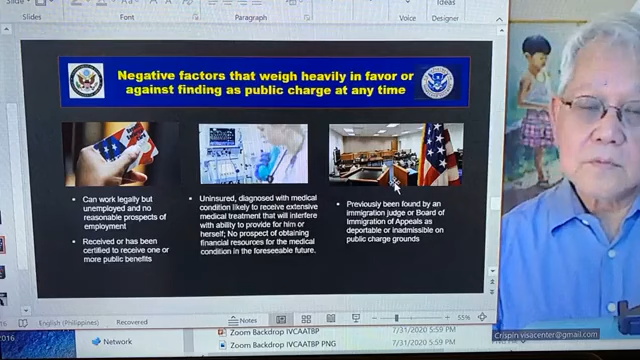 Slide
Slides
Font
Paragraph
Voice
Ideas
Designer
Negative factors that weigh heavily in favor or
against finding as public charge at any time
• Can work legally but
unemployed and no
reasonable prospects of
employment
• Received or has been
certified to receive one or
more public benefits
• Uninsured, diagnosed with medical
condition likely to receive extensive
medical treatment that will interfere
with ability to provide for him or
herself; No prospect of obtaining
financial resources for the medical
condition in the foreseeable future.
• Previously been found by an
immigration judge or Board of
Immigration of Appeals as
deportable or inadmissible on
public charge grounds
English (Philippines)
Recovered
Notes
55%
2016
Network
Zoom Backdrop IVCAATBP
7/31/2020 5:59 PM
Zoom Backdrop IVCAATBP PNG
7/31/2020 5:59 PM
Crispin visacenter@gmail.com